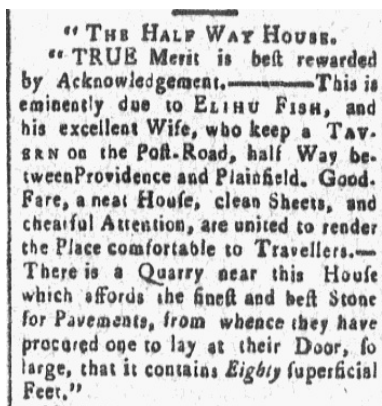 “ THE HALF WAY HOUSE.
“ TRUE Merit is beſt rewarded
by Acknowledgement.——This is
eminently due to ELIHU FISH, and
his excellent Wife, who keep a TAV-
ERN on the Poſt-Road, half Way be-
tweenProvidence and Plainfield. Good-
Fare, a neat Houſe, clean Sheets, and
chearful Attention, are united to render
the Place comfortable to Travellers.—
There is a Quarry near this Houſe
which affords the fineſt and beſt Stone
for Pavements, from whence they have
procured one to lay at their Door, ſo
large, that it contains Eighty ſuperficial
Feet.”